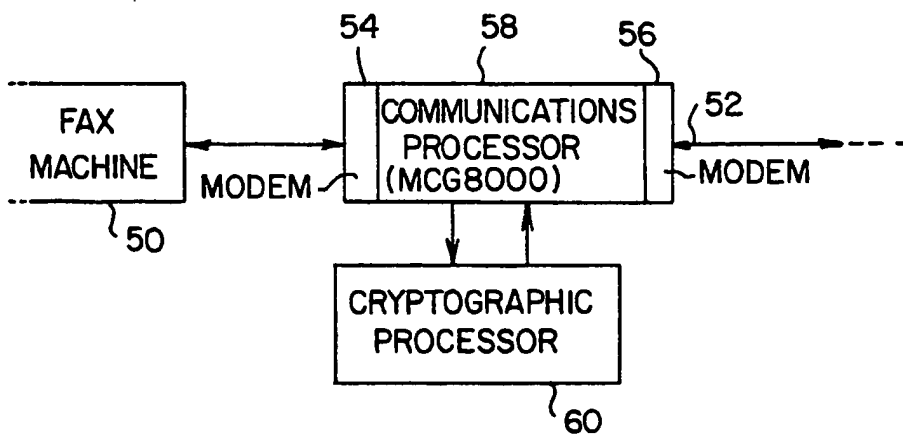 54
58
56
52
FAX
MACHINE
COMMUNICATIONS
PROCESSOR
(MCG8000)
MODEM
MODEM
50
CRYPTOGRAPHIC
PROCESSOR
60